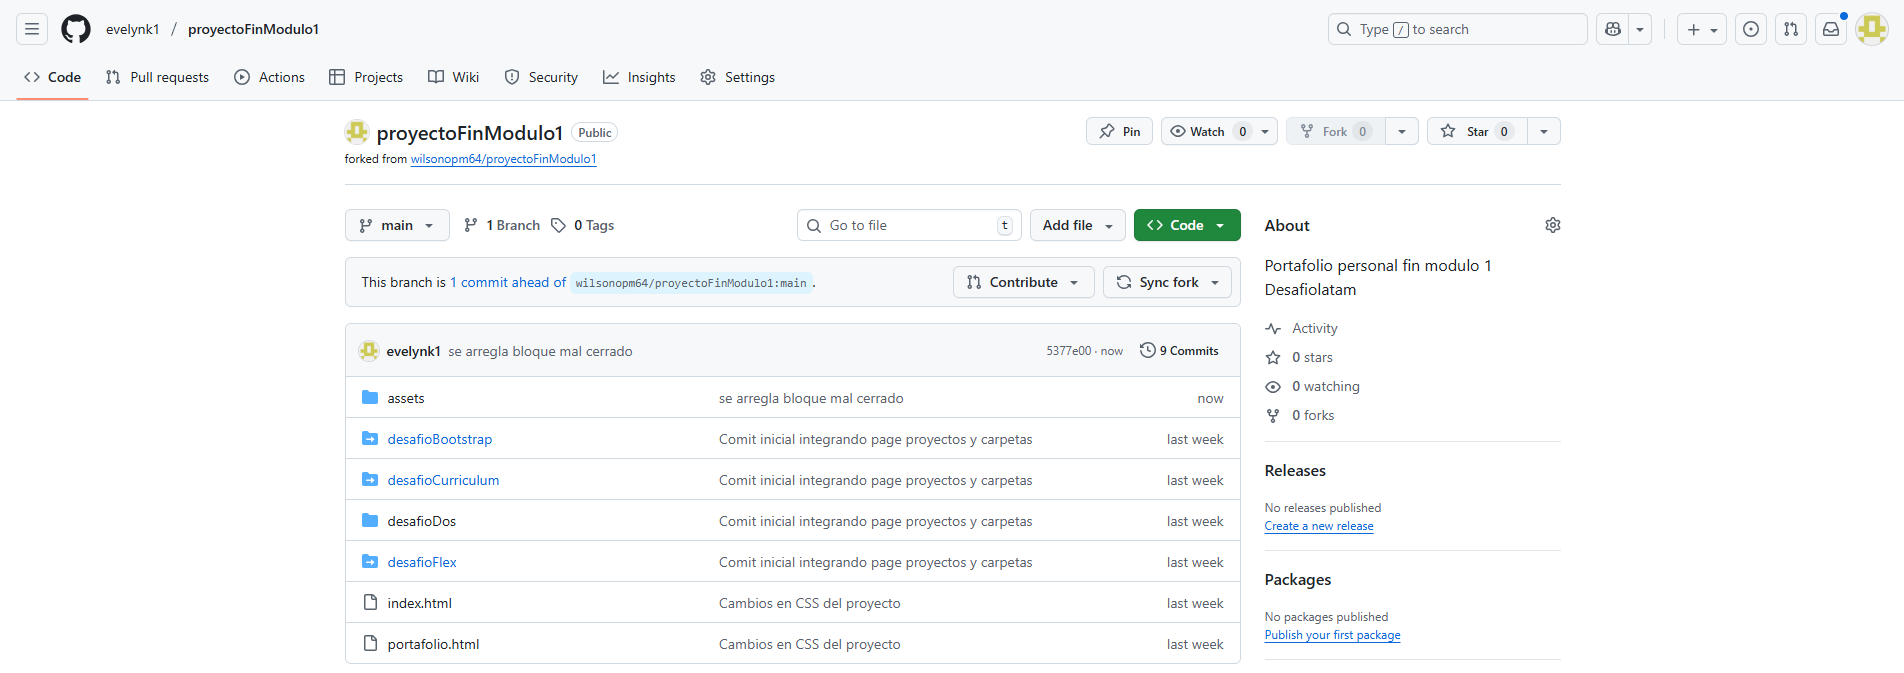 evelynk1 / proyectoFinModulo1
Type / to search
Code Pull requests Actions Projects Wiki Security Insights Settings
proyectoFinModulo1 Public
Pin Watch 0 Fork 0 Star 0
forked from wilsonopm64/proyectoFinModulo1
main 1 Branch 0 Tags
Go to file t
Add file
Code
This branch is 1 commit ahead of wilsonopm64/proyectoFinModulo1:main .
Contribute Sync fork
evelynk1 se arregla bloque mal cerrado 5377e00 · now 9 Commits
assets se arregla bloque mal cerrado now
desafioBootstrap Comit inicial integrando page proyectos y carpetas last week
desafioCurriculum Comit inicial integrando page proyectos y carpetas last week
desafioDos Comit inicial integrando page proyectos y carpetas last week
desafioFlex Comit inicial integrando page proyectos y carpetas last week
index.html Cambios en CSS del proyecto last week
portafolio.html Cambios en CSS del proyecto last week
About
Portafolio personal fin modulo 1
Desafiolatam
Activity
0 stars
0 watching
0 forks
Releases
No releases published
Create a new release
Packages
No packages published
Publish your first package